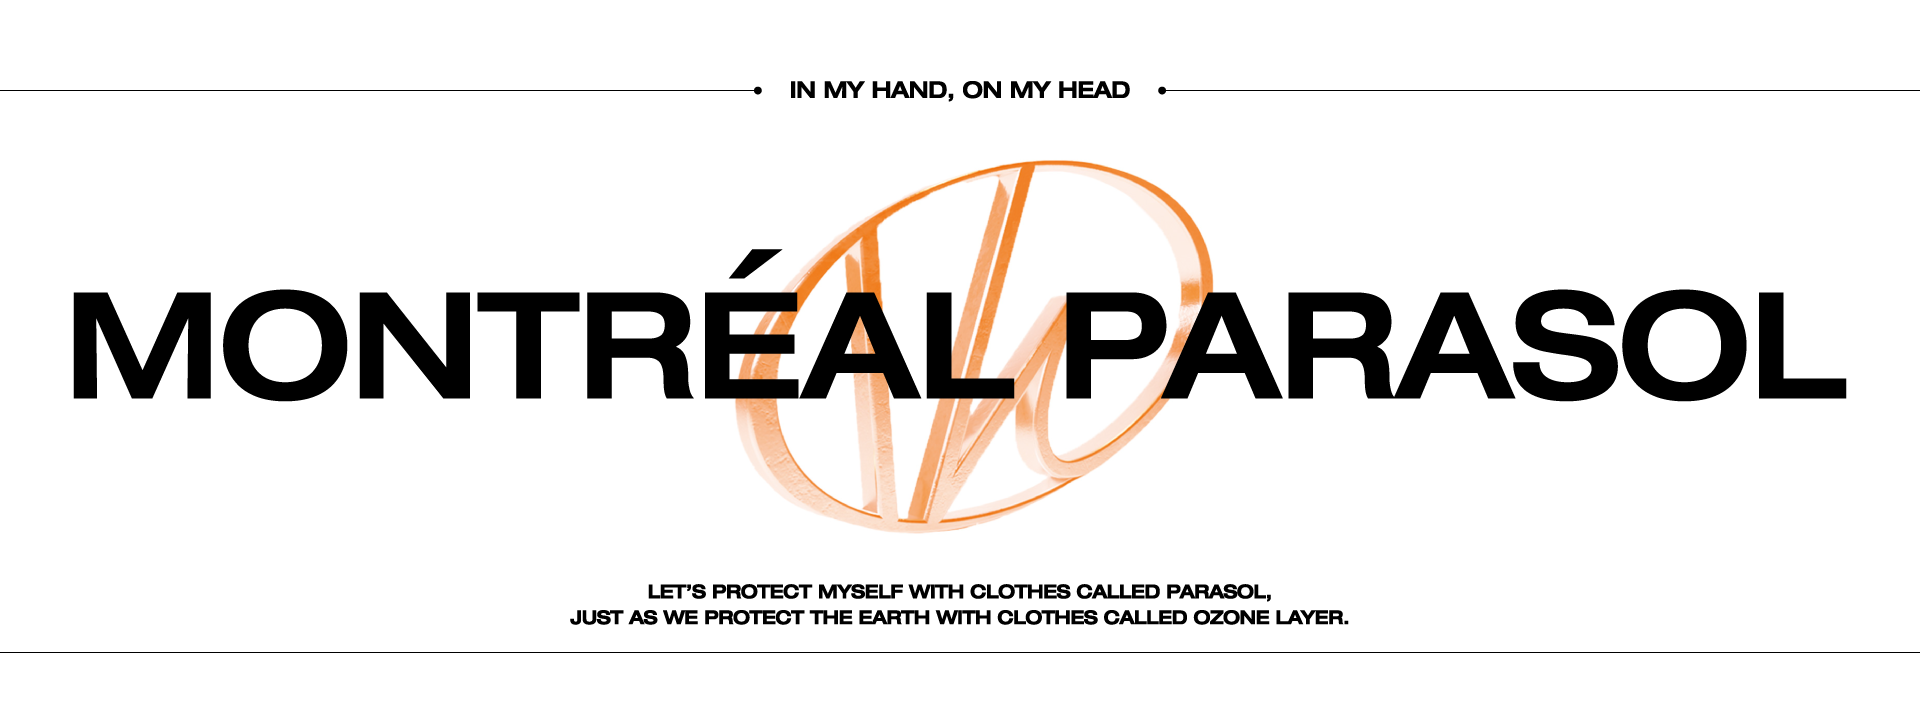 IN MY HAND, ON MY HEAD
MONTRÉAL PARASOL
LET’S PROTECT MYSELF WITH CLOTHES CALLED PARASOL,
JUST AS WE PROTECT THE EARTH WITH CLOTHES CALLED OZONE LAYER.